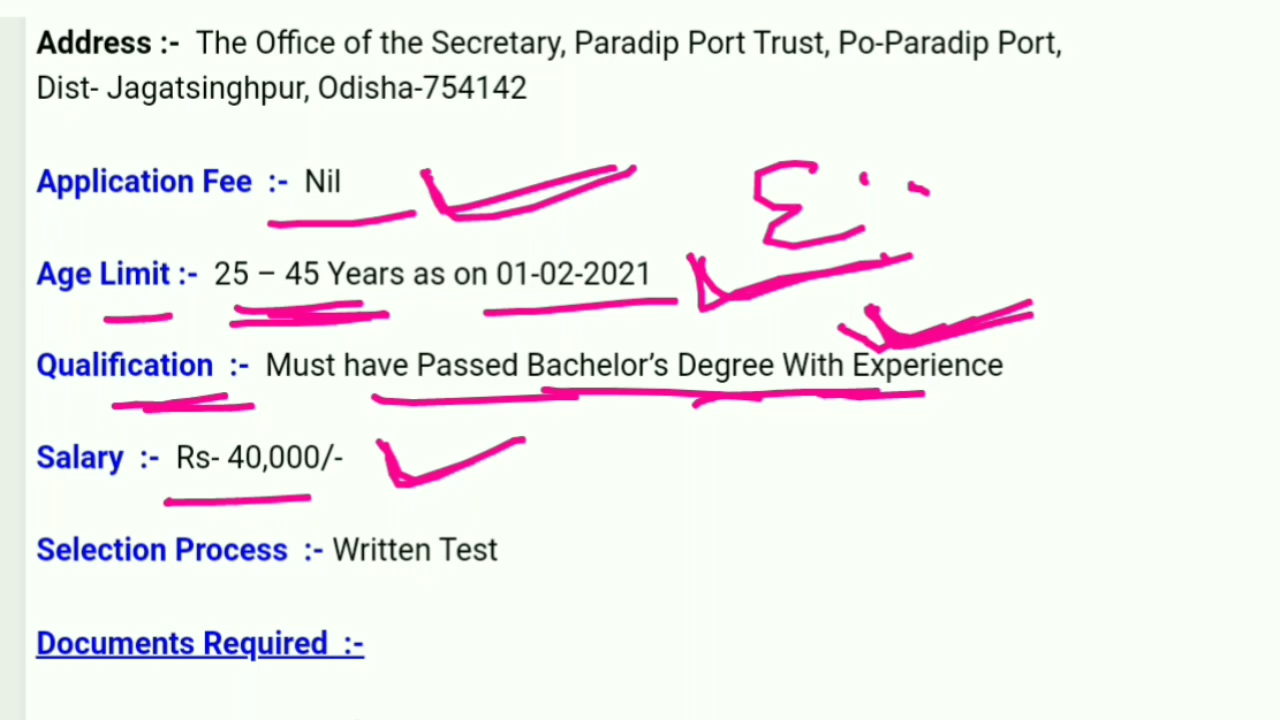 Address :- The Office of the Secretary, Paradip Port Trust, Po-Paradip Port,
Dist- Jagatsinghpur, Odisha-754142
Application Fee :- Nil
Age Limit :- 25 – 45 Years as on 01-02-2021
Qualification :- Must have Passed Bachelor’s Degree With Experience
Salary :- Rs- 40,000/-
Selection Process :- Written Test
Documents Required :-